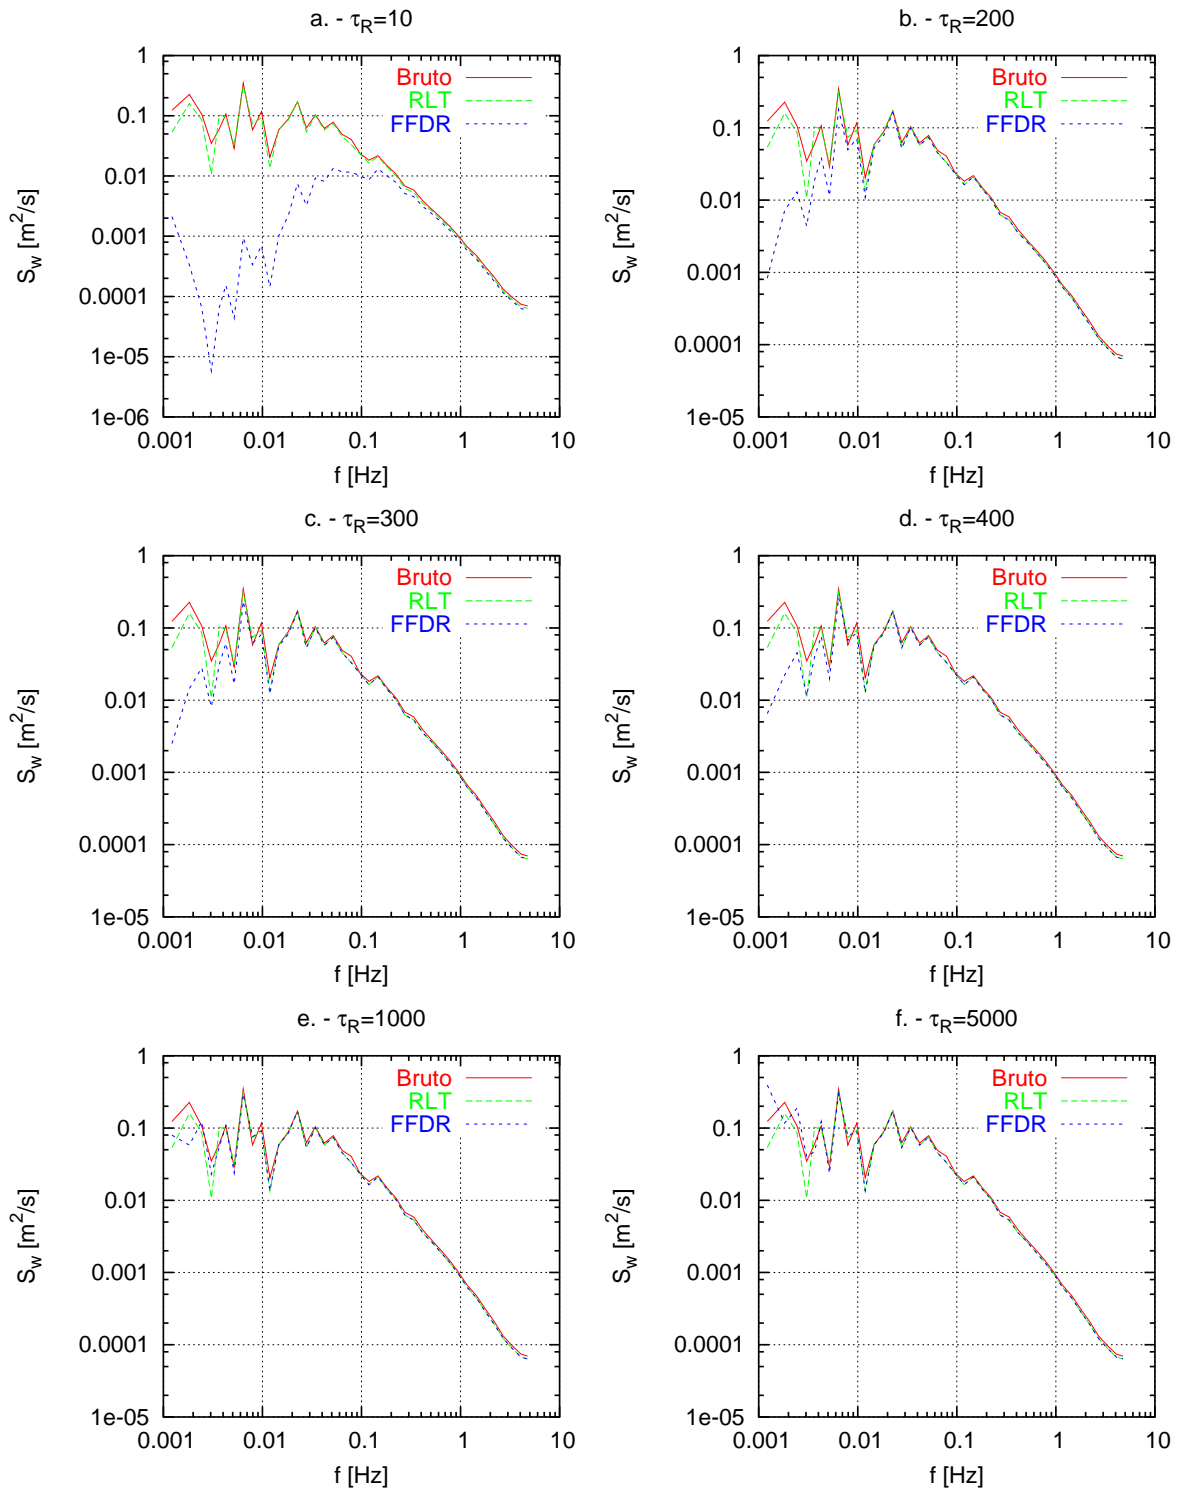 a. - τR=10
1
0.1
0.01
0.001
0.0001
1e-05
1e-06
Sw [m²/s]
Bruto
RLT
FFDR
0.001 0.01 0.1 1 10
f [Hz]
b. - τR=200
1
0.1
0.01
0.001
0.0001
1e-05
Sw [m²/s]
Bruto
RLT
FFDR
0.001 0.01 0.1 1 10
f [Hz]
c. - τR=300
1
0.1
0.01
0.001
0.0001
1e-05
Sw [m²/s]
Bruto
RLT
FFDR
0.001 0.01 0.1 1 10
f [Hz]
d. - τR=400
1
0.1
0.01
0.001
0.0001
1e-05
Sw [m²/s]
Bruto
RLT
FFDR
0.001 0.01 0.1 1 10
f [Hz]
e. - τR=1000
1
0.1
0.01
0.001
0.0001
1e-05
Sw [m²/s]
Bruto
RLT
FFDR
0.001 0.01 0.1 1 10
f [Hz]
f. - τR=5000
1
0.1
0.01
0.001
0.0001
1e-05
Sw [m²/s]
Bruto
RLT
FFDR
0.001 0.01 0.1 1 10
f [Hz]